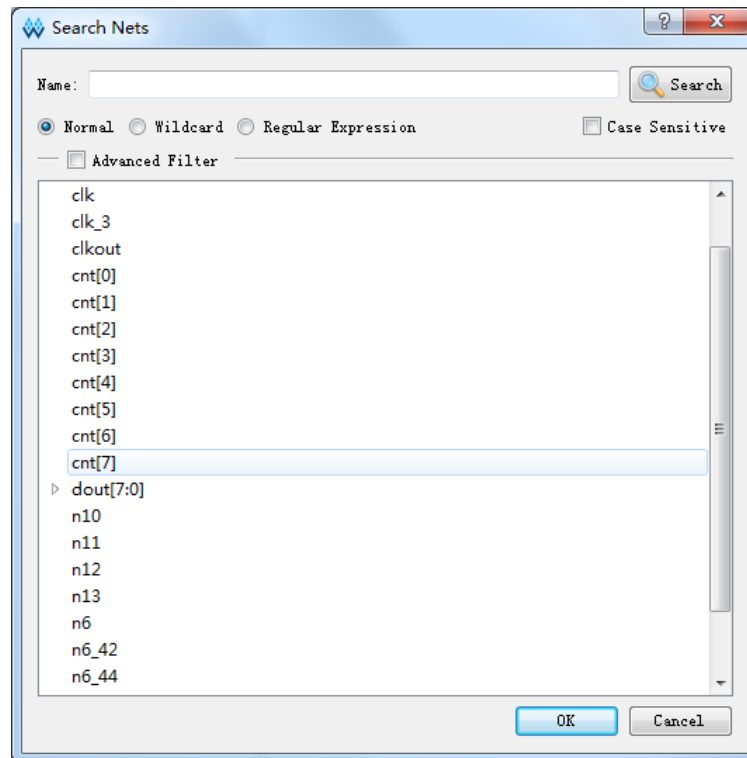 Search Nets
Name:
Search
Normal Wildcard Regular Expression Case Sensitive
Advanced Filter
clk
clk_3
clkout
cnt[0]
cnt[1]
cnt[2]
cnt[3]
cnt[4]
cnt[5]
cnt[6]
cnt[7]
dout[7:0]
n10
n11
n12
n13
n6
n6_42
n6_44
OK Cancel